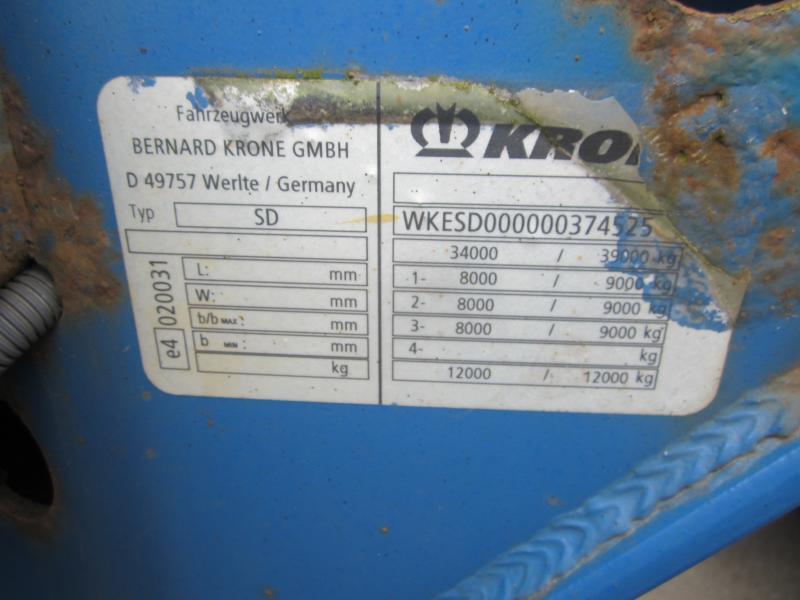 Fahrzeugwerk
BERNARD KRONE GMBH
D 49757 Werlte / Germany
Typ SD
L: mm
W: mm
b/b MAX: mm
b MIN: mm
kg
e4 020031
WKESD000000374525
34000 / 39000 kg
1- 8000 / 9000 kg
2- 8000 / 9000 kg
3- 8000 / 9000 kg
4- kg
12000 / 12000 kg